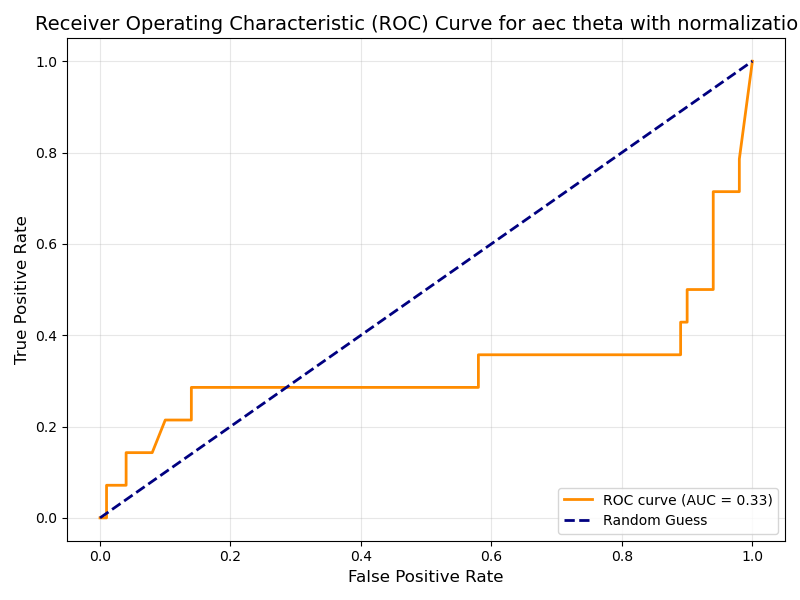 Receiver Operating Characteristic (ROC) Curve for aec theta with normalizatio
True Positive Rate
1.0
0.8
0.6
0.4
0.2
0.0
0.0 0.2 0.4 0.6 0.8 1.0
False Positive Rate
ROC curve (AUC = 0.33)
Random Guess